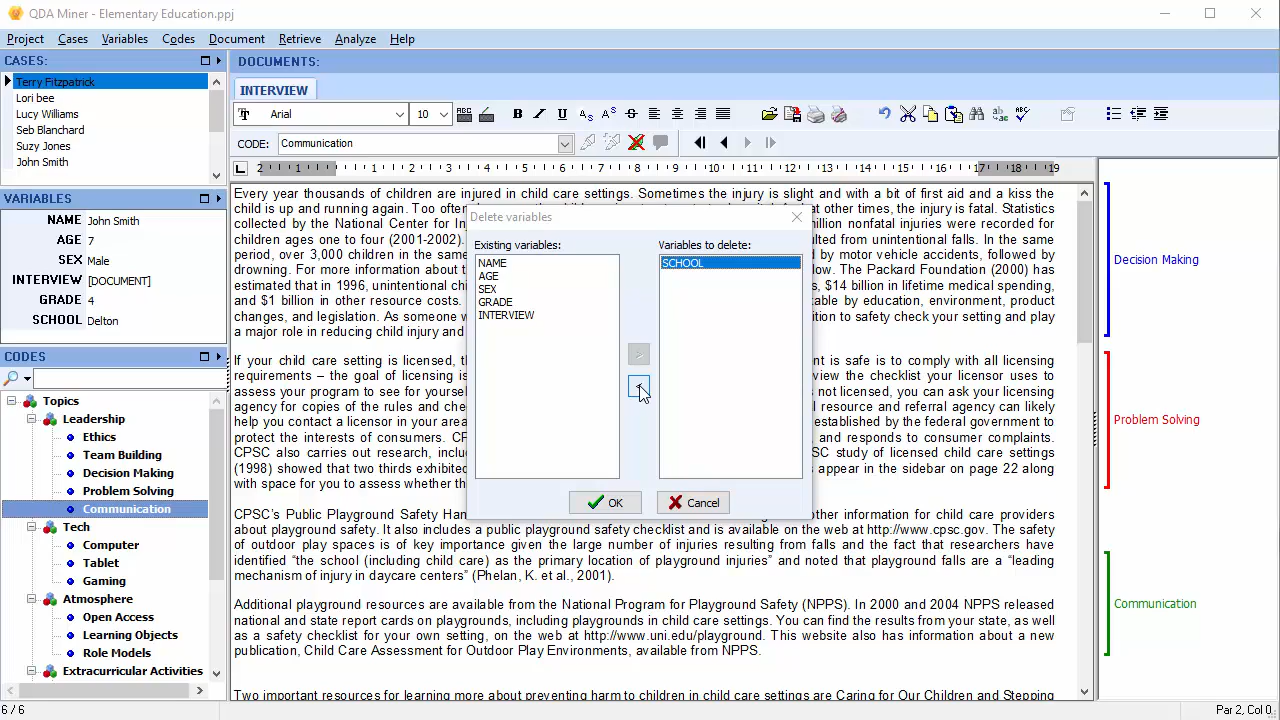 QDA Miner - Elementary Education.ppj
Project Cases Variables Codes Document Retrieve Analyze Help
CASES:
Terry Fitzpatrick
Lori bee
Lucy Williams
Seb Blanchard
Suzy Jones
John Smith
VARIABLES
NAME John Smith
AGE 7
SEX Male
INTERVIEW [DOCUMENT]
GRADE 4
SCHOOL Delton
CODES
Topics
Leadership
Ethics
Team Building
Decision Making
Problem Solving
Communication
Tech
Computer
Tablet
Gaming
Atmosphere
Open Access
Learning Objects
Role Models
Extracurricular Activities
DOCUMENTS:
INTERVIEW
Arial 10 B I U
CODE: Communication
2 1 1 2 3 4 5 6 7 8 9 10 11 12 13 14 15 16 17 18 19
Every year thousands of children are injured in child care settings. Sometimes the injury is slight and with a bit of first aid and a kiss the
child is up and running again. Too at other times, the injury is fatal. Statistics
collected by the National Center for million nonfatal injuries were recorded for
children ages one to four (2001-2002). resulted from unintentional falls. In the same
period, over 3,000 children in the same by motor vehicle accidents, followed by
drowning. For more information about The Packard Foundation (2000) has
estimated that in 1996, unintentional $14 billion in lifetime medical spending,
and $1 billion in other resource costs. by education, environment, product
changes, and legislation. As someone to safety check your setting and play
a major role in reducing child injury and
If your child care setting is licensed, is safe is to comply with all licensing
requirements – the goal of licensing is the checklist your licensor uses to
assess your program to see for not licensed, you can ask your licensing
agency for copies of the rules and resource and referral agency can likely
help you contact a licensor in your area established by the federal government to
protect the interests of consumers. and responds to consumer complaints.
CPSC also carries out research, study of licensed child care settings
(1998) showed that two thirds exhibited appear in the sidebar on page 22 along
with space for you to assess whether
CPSC's Public Playground Safety other information for child care providers
about playground safety. It also includes a public playground safety checklist and is available on the web at http://www.cpsc.gov. The safety
of outdoor play spaces is of key importance given the large number of injuries resulting from falls and the fact that researchers have
identified “the school (including child care) as the primary location of playground injuries” and noted that playground falls are a “leading
mechanism of injury in daycare centers” (Phelan, K. et al., 2001).
Additional playground resources are available from the National Program for Playground Safety (NPPS). In 2000 and 2004 NPPS released
national and state report cards on playgrounds, including playgrounds in child care settings. You can find the results from your state, as well
as a safety checklist for your own setting, on the web at http://www.uni.edu/playground. This website also has information about a new
publication, Child Care Assessment for Outdoor Play Environments, available from NPPS.
Two important resources for learning more about preventing harm to children in child care settings are Caring for Our Children and Stepping
Delete variables
Existing variables:
NAME
AGE
SEX
GRADE
INTERVIEW
Variables to delete:
SCHOOL
OK
Cancel
Decision Making
Problem Solving
Communication
6 / 6
Par 2, Col 0